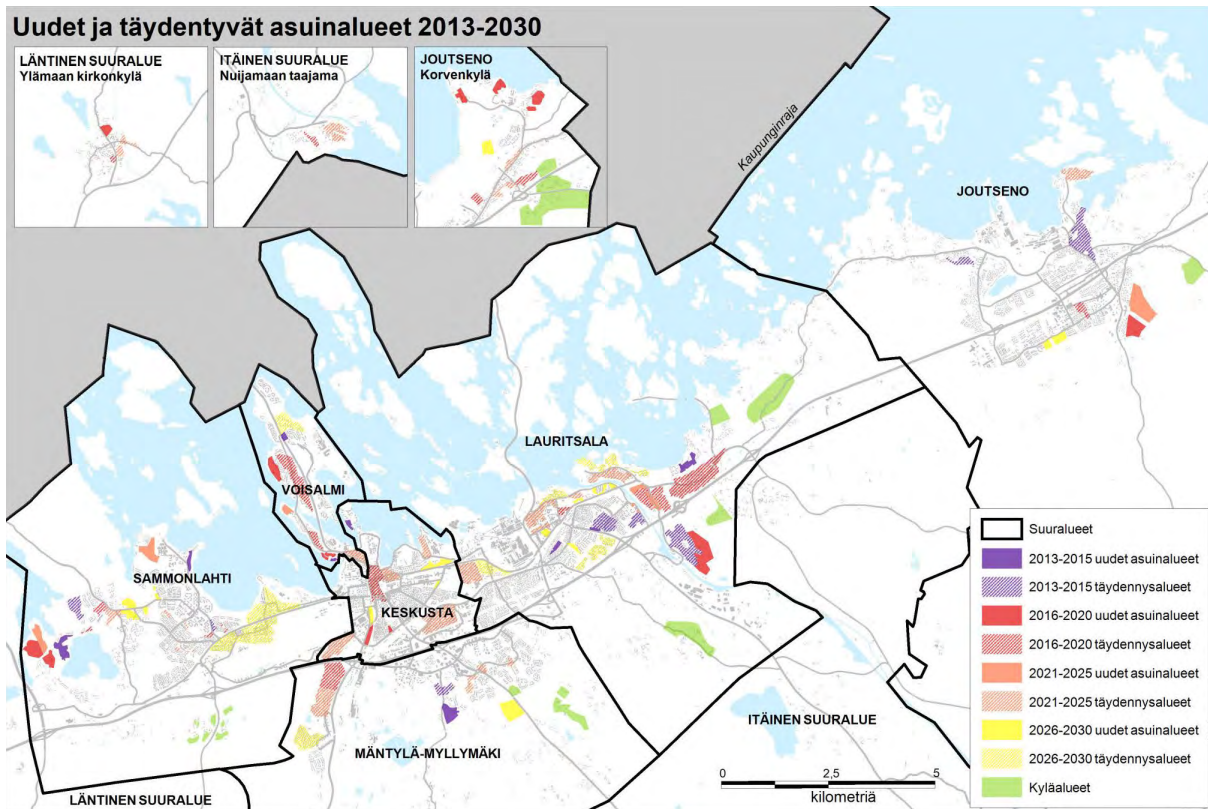 Uudet ja täydentyvät asuinalueet 2013-2030
LÄNTINEN SUURALUE
Ylämaan kirkonkylä
ITÄINEN SUURALUE
Nuijamaan taajama
JOUTSENO
Korvenkylä
Kaupunginraja
JOUTSENO
LAURITSALA
VOISALMI
SAMMONLAHTI
KESKUSTA
MÄNTYLÄ-MYLLYMÄKI
ITÄINEN SUURALUE
LÄNTINEN SUURALUE
Suuralueet
2013-2015 uudet asuinalueet
2013-2015 täydennysalueet
2016-2020 uudet asuinalueet
2016-2020 täydennysalueet
2021-2025 uudet asuinalueet
2021-2025 täydennysalueet
2026-2030 uudet asuinalueet
2026-2030 täydennysalueet
Kyläalueet
0 2,5 5
kilometriä